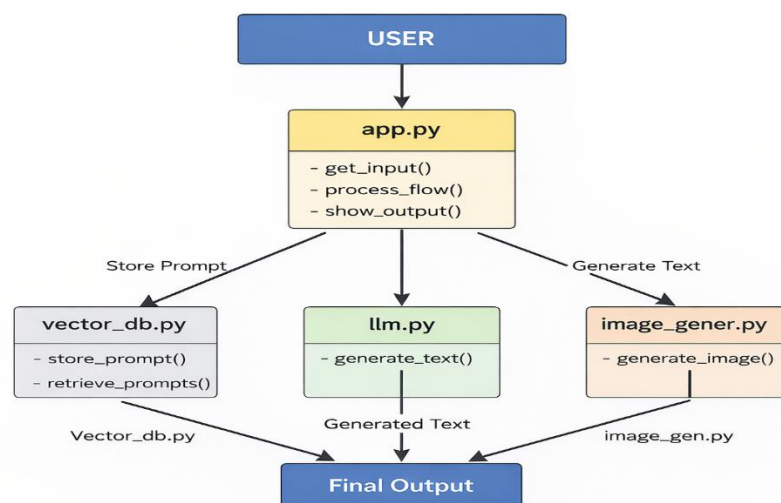 USER
app.py
- get_input()
- process_flow()
- show_output()
Store Prompt
Generate Text
vector_db.py
- store_prompt()
- retrieve_prompts()
llm.py
- generate_text()
image_gener.py
- generate_image()
Vector_db.py
Generated Text
image_gen.py
Final Output